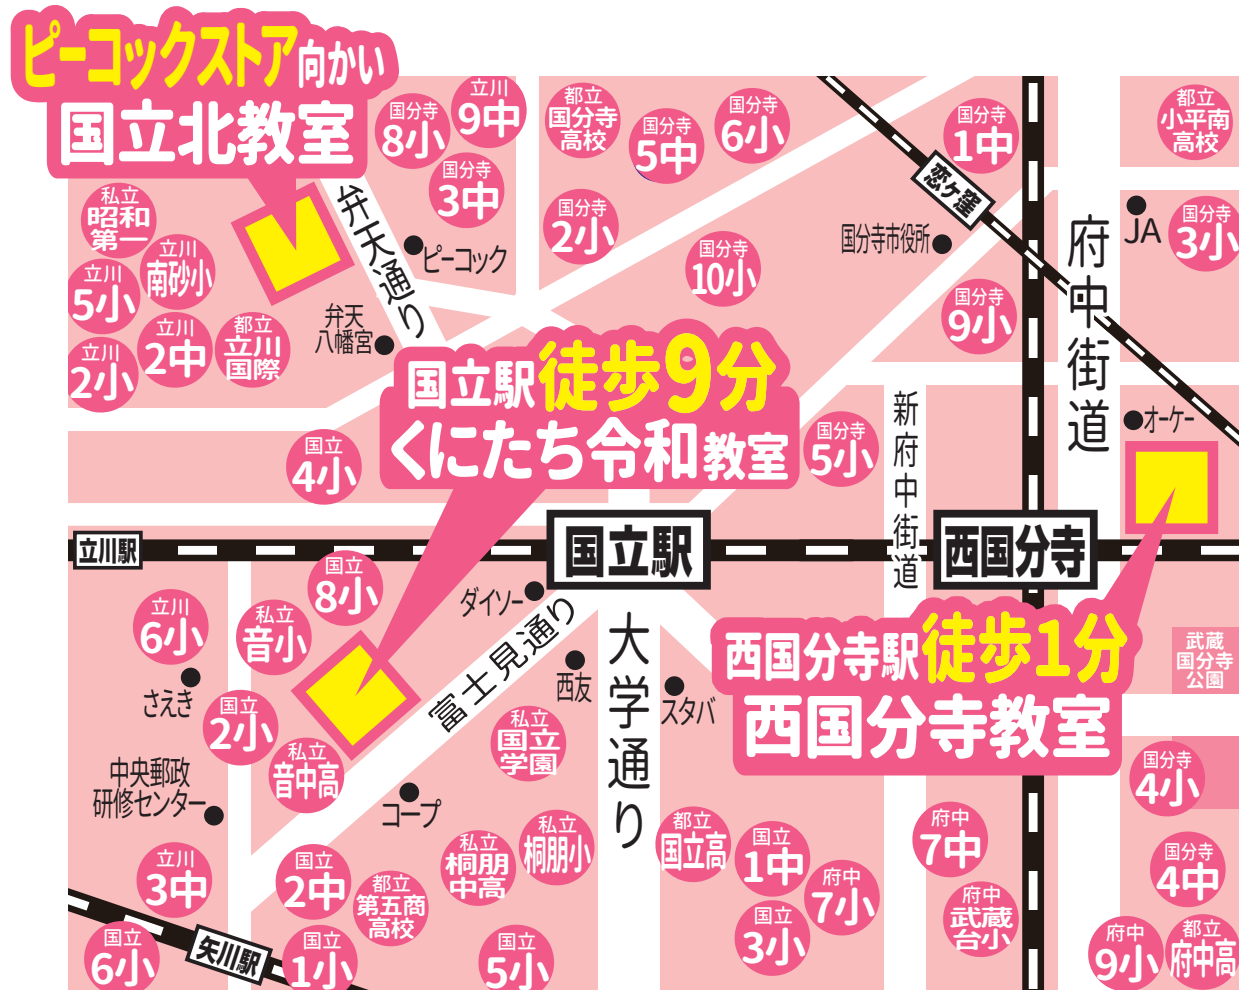 ピーコックストア向かい
国立北教室
立川
9中
国分寺
8小
国分寺
3中
都立
国分寺
高校
国分寺
5中
国分寺
6小
国分寺
1中
都立
小平南
高校
恋ケ窪
私立
昭和
第一
立川
南砂小
立川
5小
立川
2中
都立
立川
国際
立川
2小
弁天通り
ピーコック
弁天
八幡宮
国分寺
2小
国分寺
10小
国分寺市役所
国分寺
9小
府中街道
JA
国分寺
3小
国立駅徒歩9分
くにたち令和教室
国立
4小
国分寺
5小
新府中街道
オーケー
立川駅
国立駅
西国分寺
国立
8小
立川
6小
私立
音小
ダイソー
富士見通り
西友
大学通り
スタバ
さえき
国立
2小
私立
音中高
私立
国立
学園
西国分寺駅徒歩1分
西国分寺教室
武蔵
国分寺
公園
国分寺
4小
中央郵政
研修センター
コープ
立川
3中
国立
2中
都立
第五商
高校
私立
桐朋
中高
私立
桐朋小
都立
国立高
国立
1中
府中
7小
国立
3小
府中
7中
府中
武蔵
台小
国分寺
4中
府中
9小
都立
府中高
国立
6小
矢川駅
国立
1小
国立
5小